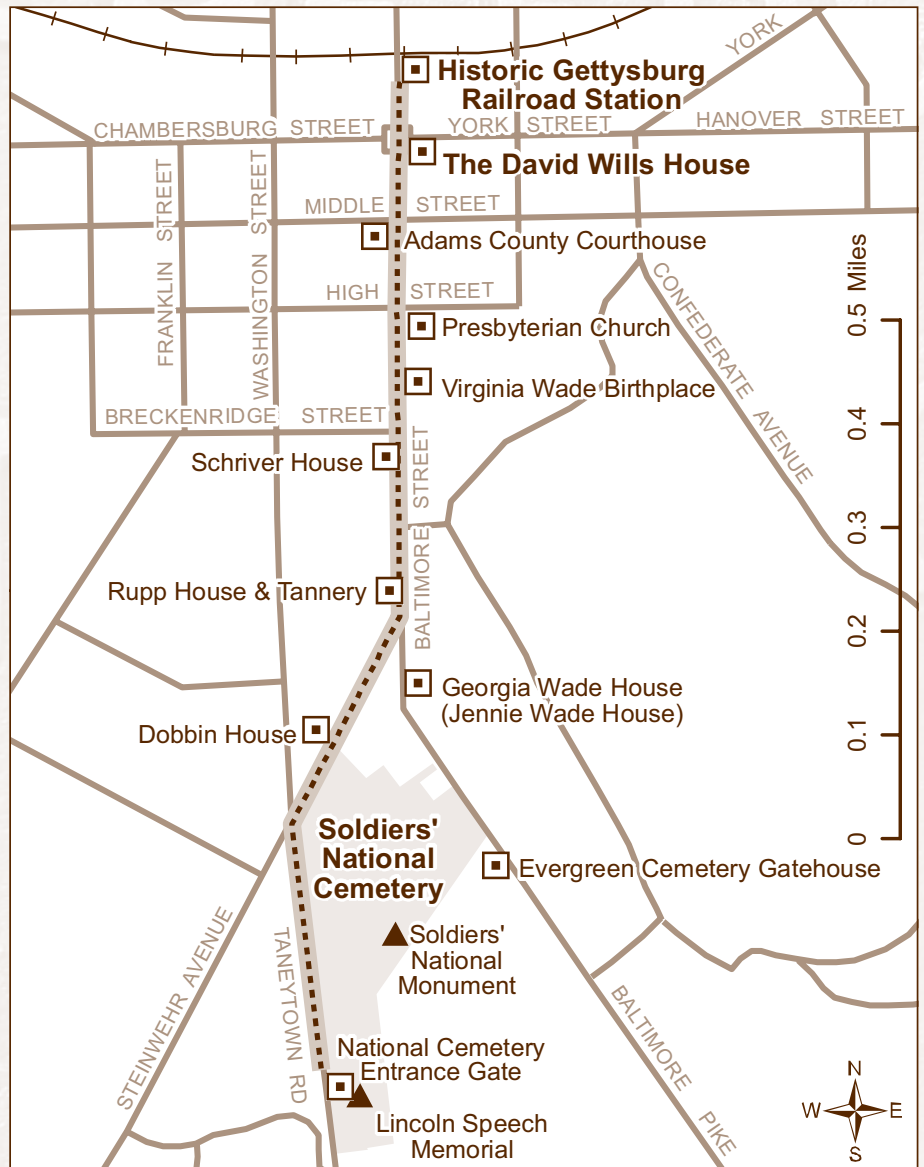 YORK
Historic Gettysburg
Railroad Station
CHAMBERSBURG STREET
YORK STREET
HANOVER STREET
The David Wills House
FRANKLIN STREET
WASHINGTON STREET
MIDDLE STREET
Adams County Courthouse
HIGH STREET
CONFEDERATE AVENUE
0.5 Miles
Presbyterian Church
Virginia Wade Birthplace
BRECKENRIDGE STREET
0.4
Schriver House
BALTIMORE STREET
0.3
Rupp House & Tannery
0.2
Georgia Wade House
(Jennie Wade House)
Dobbin House
0.1
Soldiers'
National
Cemetery
0
Evergreen Cemetery Gatehouse
STEINWEHR AVENUE
TANEYTOWN RD
Soldiers'
National
Monument
BALTIMORE PIKE
National Cemetery
Entrance Gate
Lincoln Speech
Memorial
N
W E
S